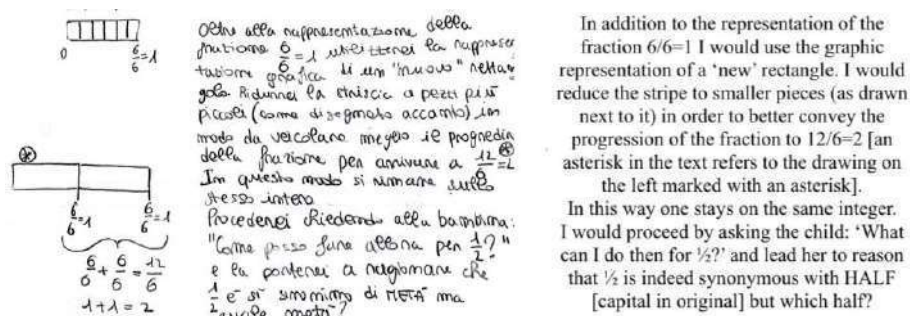 0 6/6=1
⊛
6/6=1 6/6=1
6/6 + 6/6 = 12/6
1+1=2
Oltre alla rappresentazione della
frazione 6/6=1 utilizzerei la rappresen
tazione grafica di un "nuovo" rettan
golo. Ridurrei la striscia a pezzi più
piccoli (come disegnato accanto) in
modo da veicolare meglio il progredire
della frazione per arrivare a 12/6=2 ⊛
In questo modo si rimane sullo
stesso intero
Procederei chiedendo alla bambina:
"Come posso fare allora per 1/2?"
e la porterei a ragionare che
1/2 è sì sinonimo di METÀ ma
quale metà?
In addition to the representation of the
fraction 6/6=1 I would use the graphic
representation of a ‘new’ rectangle. I would
reduce the stripe to smaller pieces (as drawn
next to it) in order to better convey the
progression of the fraction to 12/6=2 [an
asterisk in the text refers to the drawing on
the left marked with an asterisk].
In this way one stays on the same integer.
I would proceed by asking the child: ‘What
can I do then for ½?’ and lead her to reason
that ½ is indeed synonymous with HALF
[capital in original] but which half?